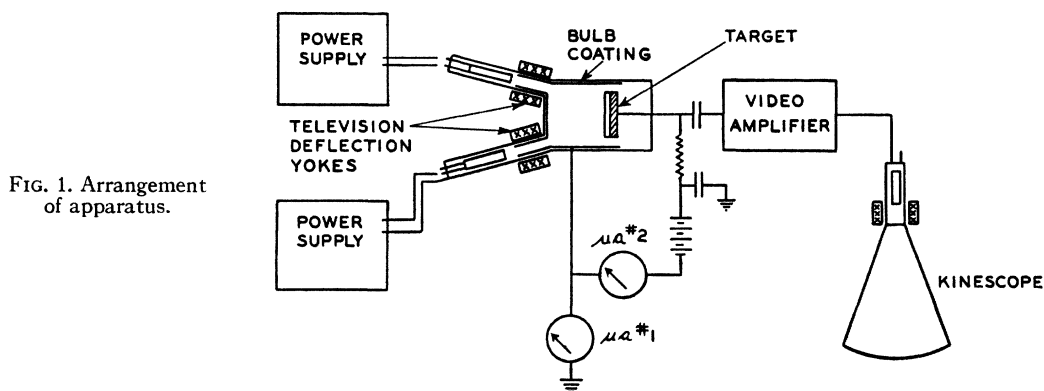 FIG. 1. Arrangement
of apparatus.
POWER
SUPPLY
BULB
COATING
TARGET
VIDEO
AMPLIFIER
TELEVISION
DEFLECTION
YOKES
POWER
SUPPLY
μa#2
μa#1
KINESCOPE